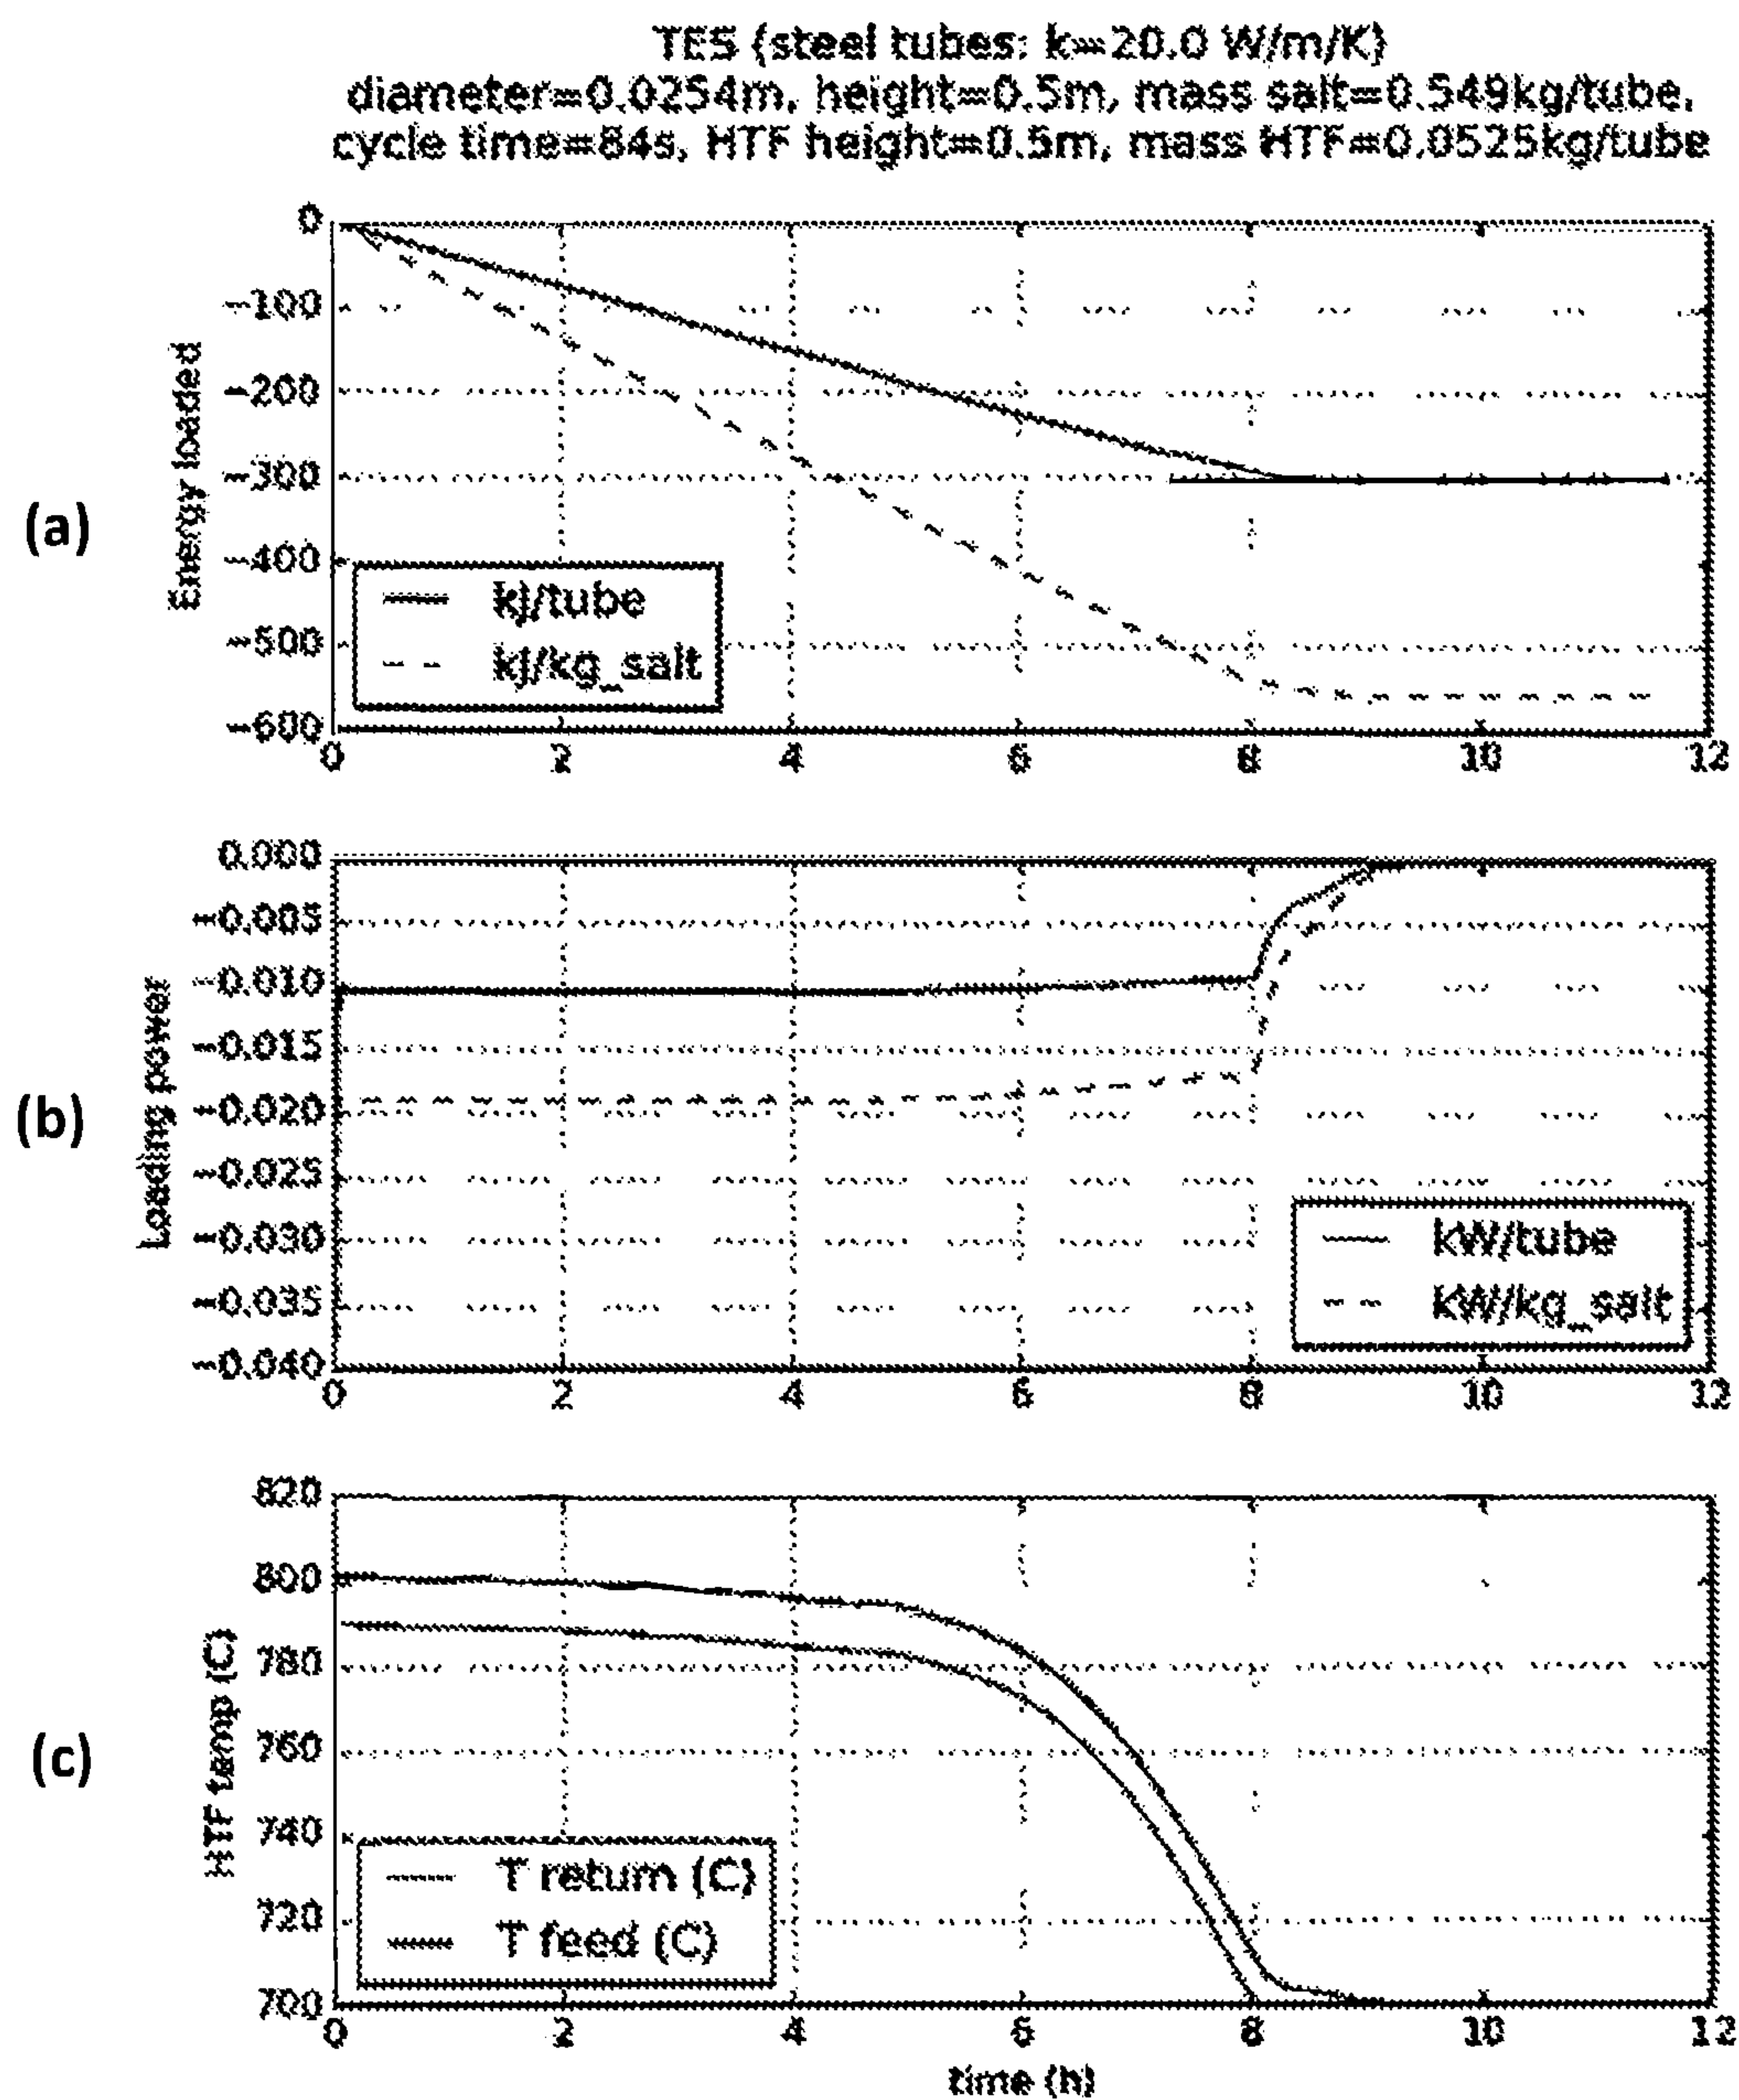 TES (steel tubes: k=20.0 W/m/K)
diameter=0.0254m, height=0.5m, mass salt=0.549kg/tube,
cycle time=84s, HTF height=0.5m, mass HTF=0.0525kg/tube
(a)
Energy loaded
0
−100
−200
−300
−400
−500
−600
kJ/tube
kJ/kg_salt
0 2 4 6 8 10 12
(b)
Loading power
0.000
−0.005
−0.010
−0.015
−0.020
−0.025
−0.030
−0.035
−0.040
kW/tube
kW/kg_salt
0 2 4 6 8 10 12
(c)
HTF temp (C)
820
800
780
760
740
720
700
T return (C)
T feed (C)
0 2 4 6 8 10 12
time (h)